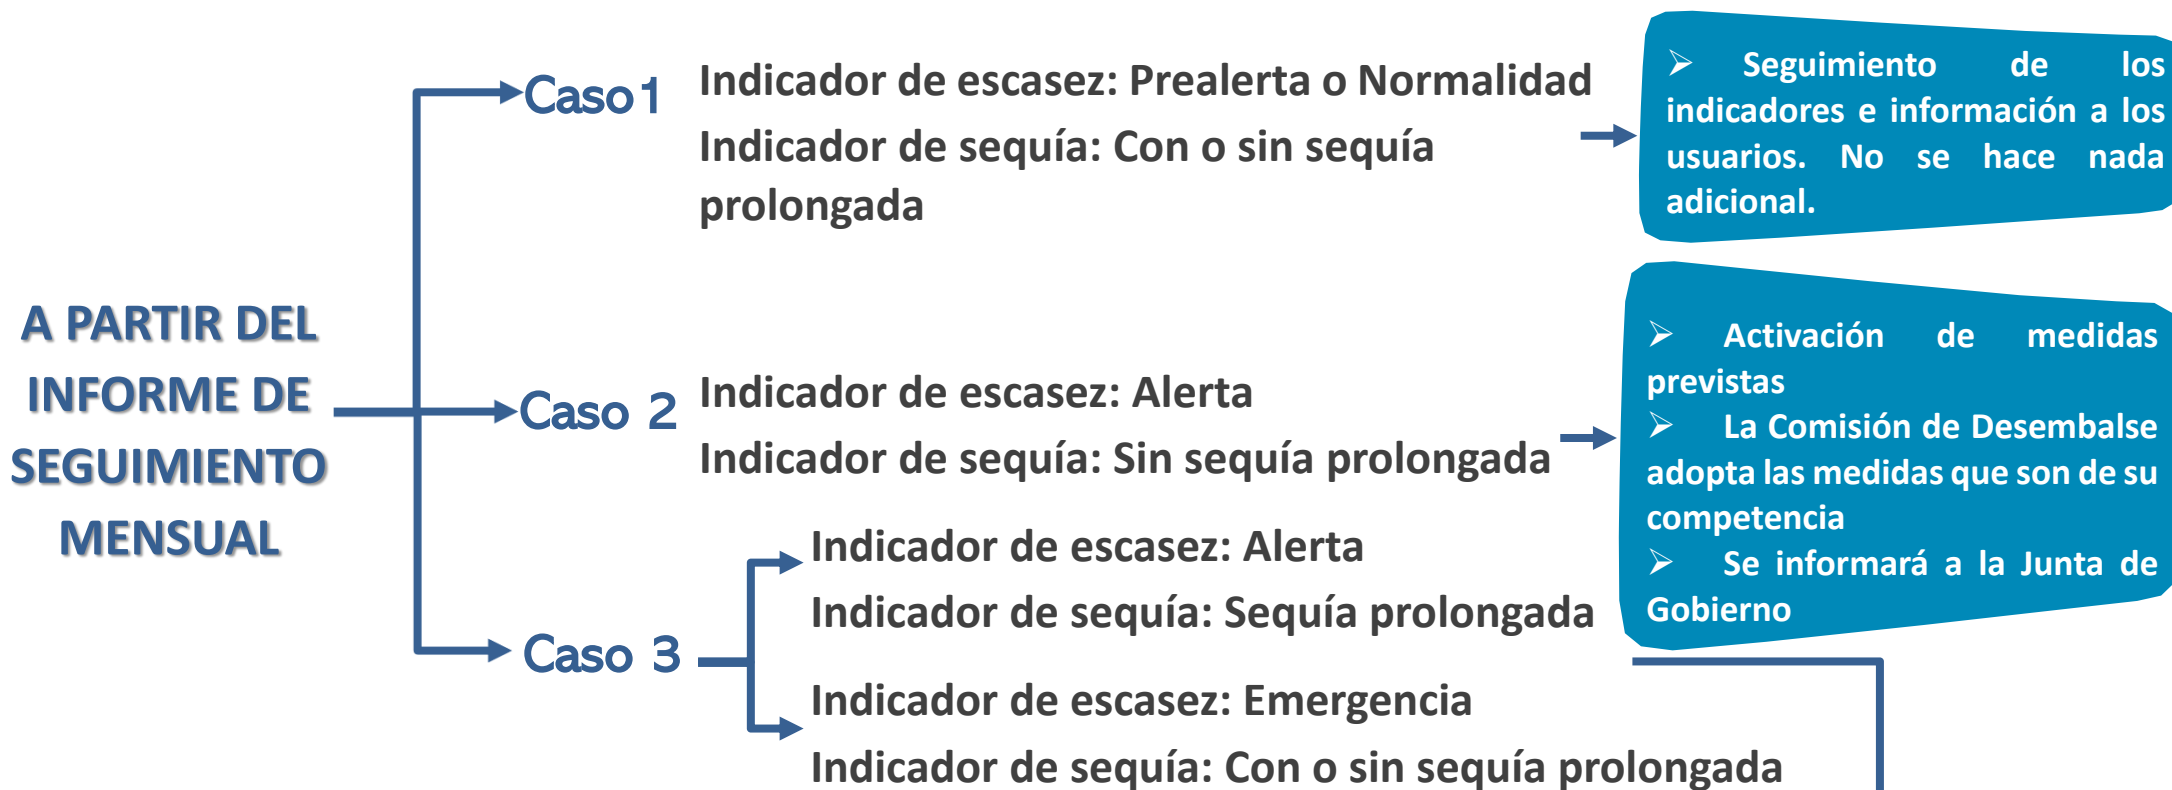 A PARTIR DEL
INFORME DE
SEGUIMIENTO
MENSUAL
Caso 1
Indicador de escasez: Prealerta o Normalidad
Indicador de sequía: Con o sin sequía
prolongada
➢ Seguimiento de los
indicadores e información a los
usuarios. No se hace nada
adicional.
Caso 2
Indicador de escasez: Alerta
Indicador de sequía: Sin sequía prolongada
➢ Activación de medidas
previstas
➢ La Comisión de Desembalse
adopta las medidas que son de su
competencia
➢ Se informará a la Junta de
Gobierno
Caso 3
Indicador de escasez: Alerta
Indicador de sequía: Sequía prolongada
Indicador de escasez: Emergencia
Indicador de sequía: Con o sin sequía prolongada